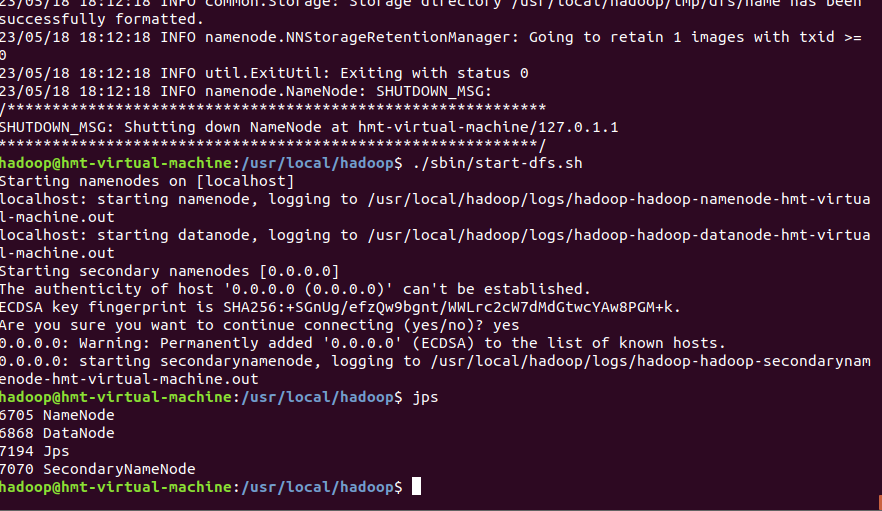 23/05/18 18:12:18 INFO common.Storage: Storage directory /usr/local/hadoop/tmp/dfs/name has been
successfully formatted.
23/05/18 18:12:18 INFO namenode.NNStorageRetentionManager: Going to retain 1 images with txid >=
0
23/05/18 18:12:18 INFO util.ExitUtil: Exiting with status 0
23/05/18 18:12:18 INFO namenode.NameNode: SHUTDOWN_MSG:
/************************************************************
SHUTDOWN_MSG: Shutting down NameNode at hmt-virtual-machine/127.0.1.1
************************************************************/
hadoop@hmt-virtual-machine:/usr/local/hadoop$ ./sbin/start-dfs.sh
Starting namenodes on [localhost]
localhost: starting namenode, logging to /usr/local/hadoop/logs/hadoop-hadoop-namenode-hmt-virtua
l-machine.out
localhost: starting datanode, logging to /usr/local/hadoop/logs/hadoop-hadoop-datanode-hmt-virtua
l-machine.out
Starting secondary namenodes [0.0.0.0]
The authenticity of host '0.0.0.0 (0.0.0.0)' can't be established.
ECDSA key fingerprint is SHA256:+SGnUg/efzQw9bgnt/WWLrc2cW7dMdGtwcYAw8PGM+k.
Are you sure you want to continue connecting (yes/no)? yes
0.0.0.0: Warning: Permanently added '0.0.0.0' (ECDSA) to the list of known hosts.
0.0.0.0: starting secondarynamenode, logging to /usr/local/hadoop/logs/hadoop-hadoop-secondarynam
enode-hmt-virtual-machine.out
hadoop@hmt-virtual-machine:/usr/local/hadoop$ jps
6705 NameNode
6868 DataNode
7194 Jps
7070 SecondaryNameNode
hadoop@hmt-virtual-machine:/usr/local/hadoop$